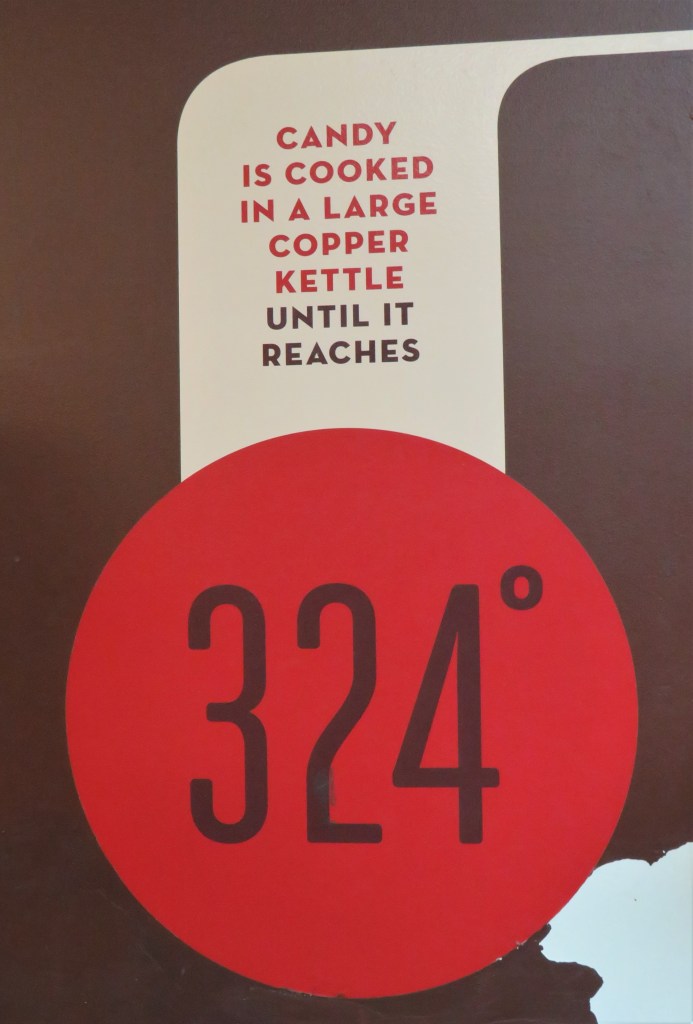 CANDY
IS COOKED
IN A LARGE
COPPER
KETTLE
UNTIL IT
REACHES
324°